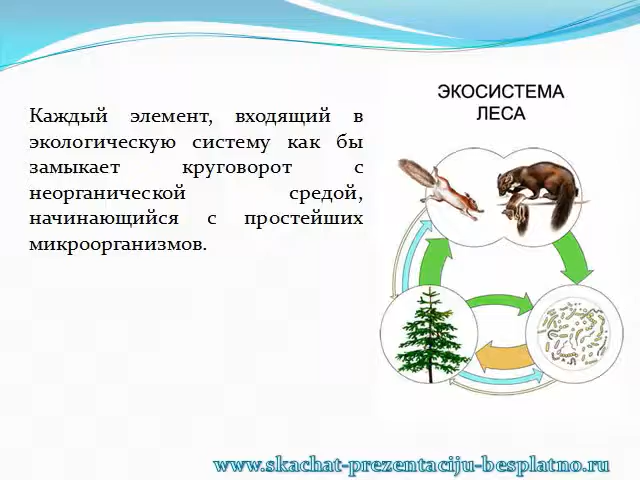 ЭКОСИСТЕМА
ЛЕСА
Каждый элемент, входящий в
экологическую систему как бы
замыкает круговорот с
неорганической средой,
начинающийся с простейших
микроорганизмов.
www.skachat-prezentaciju-besplatno.ru